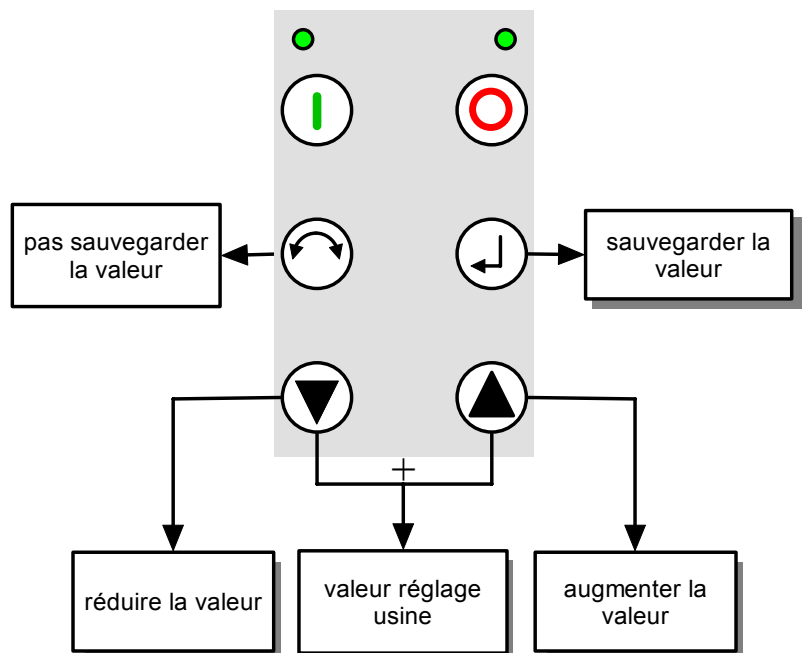 pas sauvegarder
la valeur
sauvegarder la
valeur
+
réduire la valeur
valeur réglage
usine
augmenter la
valeur